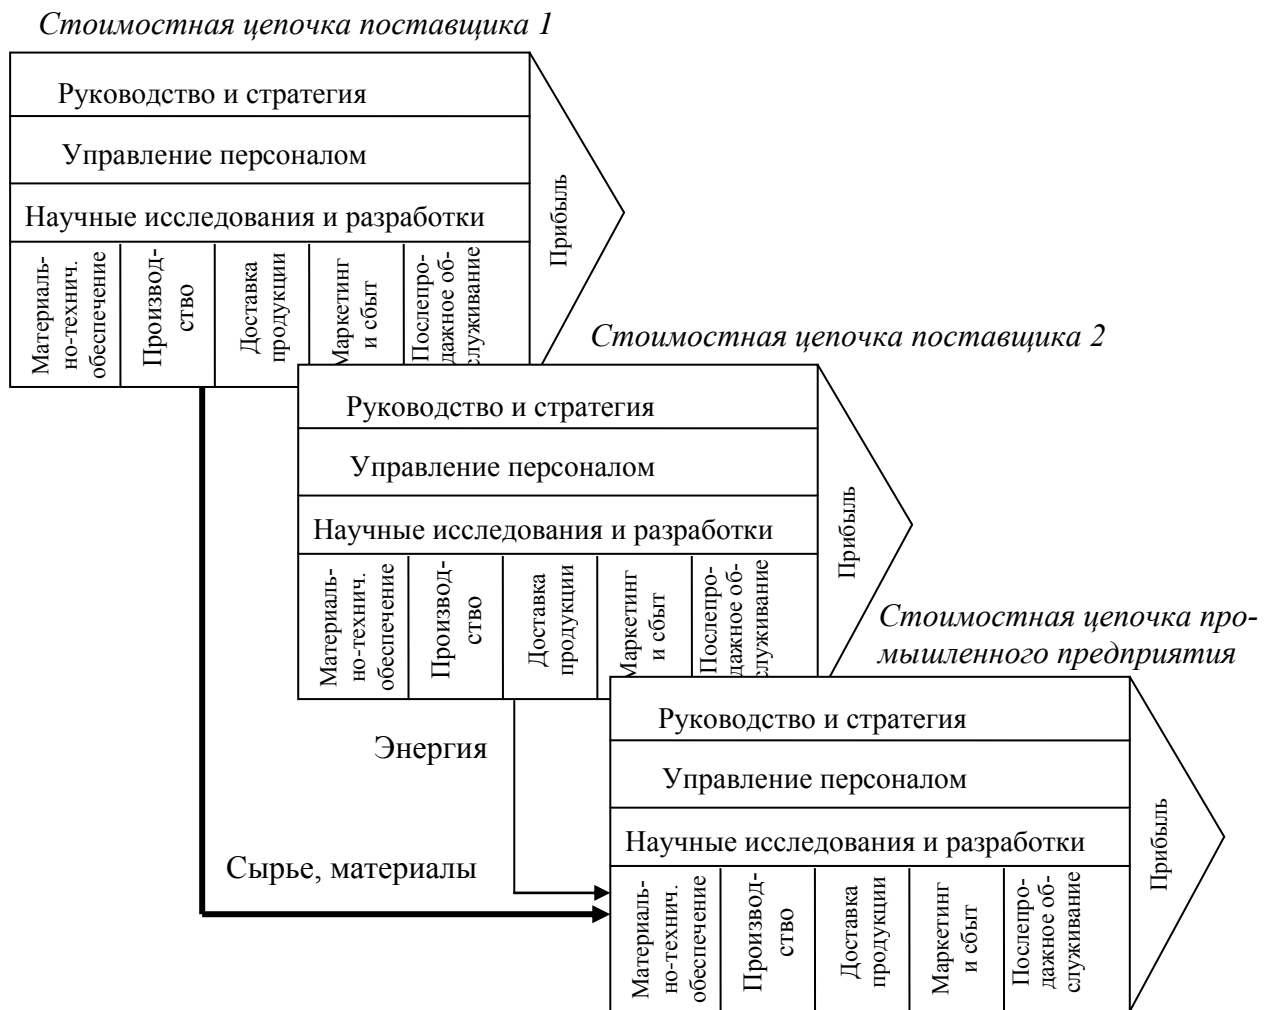 Стоимостная цепочка поставщика 1
Руководство и стратегия
Управление персоналом
Научные исследования и разработки
Материаль-
но-технич.
обеспечение
Производ-
ство
Доставка
продукции
Маркетинг
и сбыт
Послепро-
дажное об-
служивание
Прибыль
Стоимостная цепочка поставщика 2
Руководство и стратегия
Управление персоналом
Научные исследования и разработки
Материаль-
но-технич.
обеспечение
Производ-
ство
Доставка
продукции
Маркетинг
и сбыт
Послепро-
дажное об-
служивание
Прибыль
Стоимостная цепочка про-
мышленного предприятия
Руководство и стратегия
Управление персоналом
Научные исследования и разработки
Материаль-
но-технич.
обеспечение
Производ-
ство
Доставка
продукции
Маркетинг
и сбыт
Послепро-
дажное об-
служивание
Прибыль
Энергия
Сырье, материалы